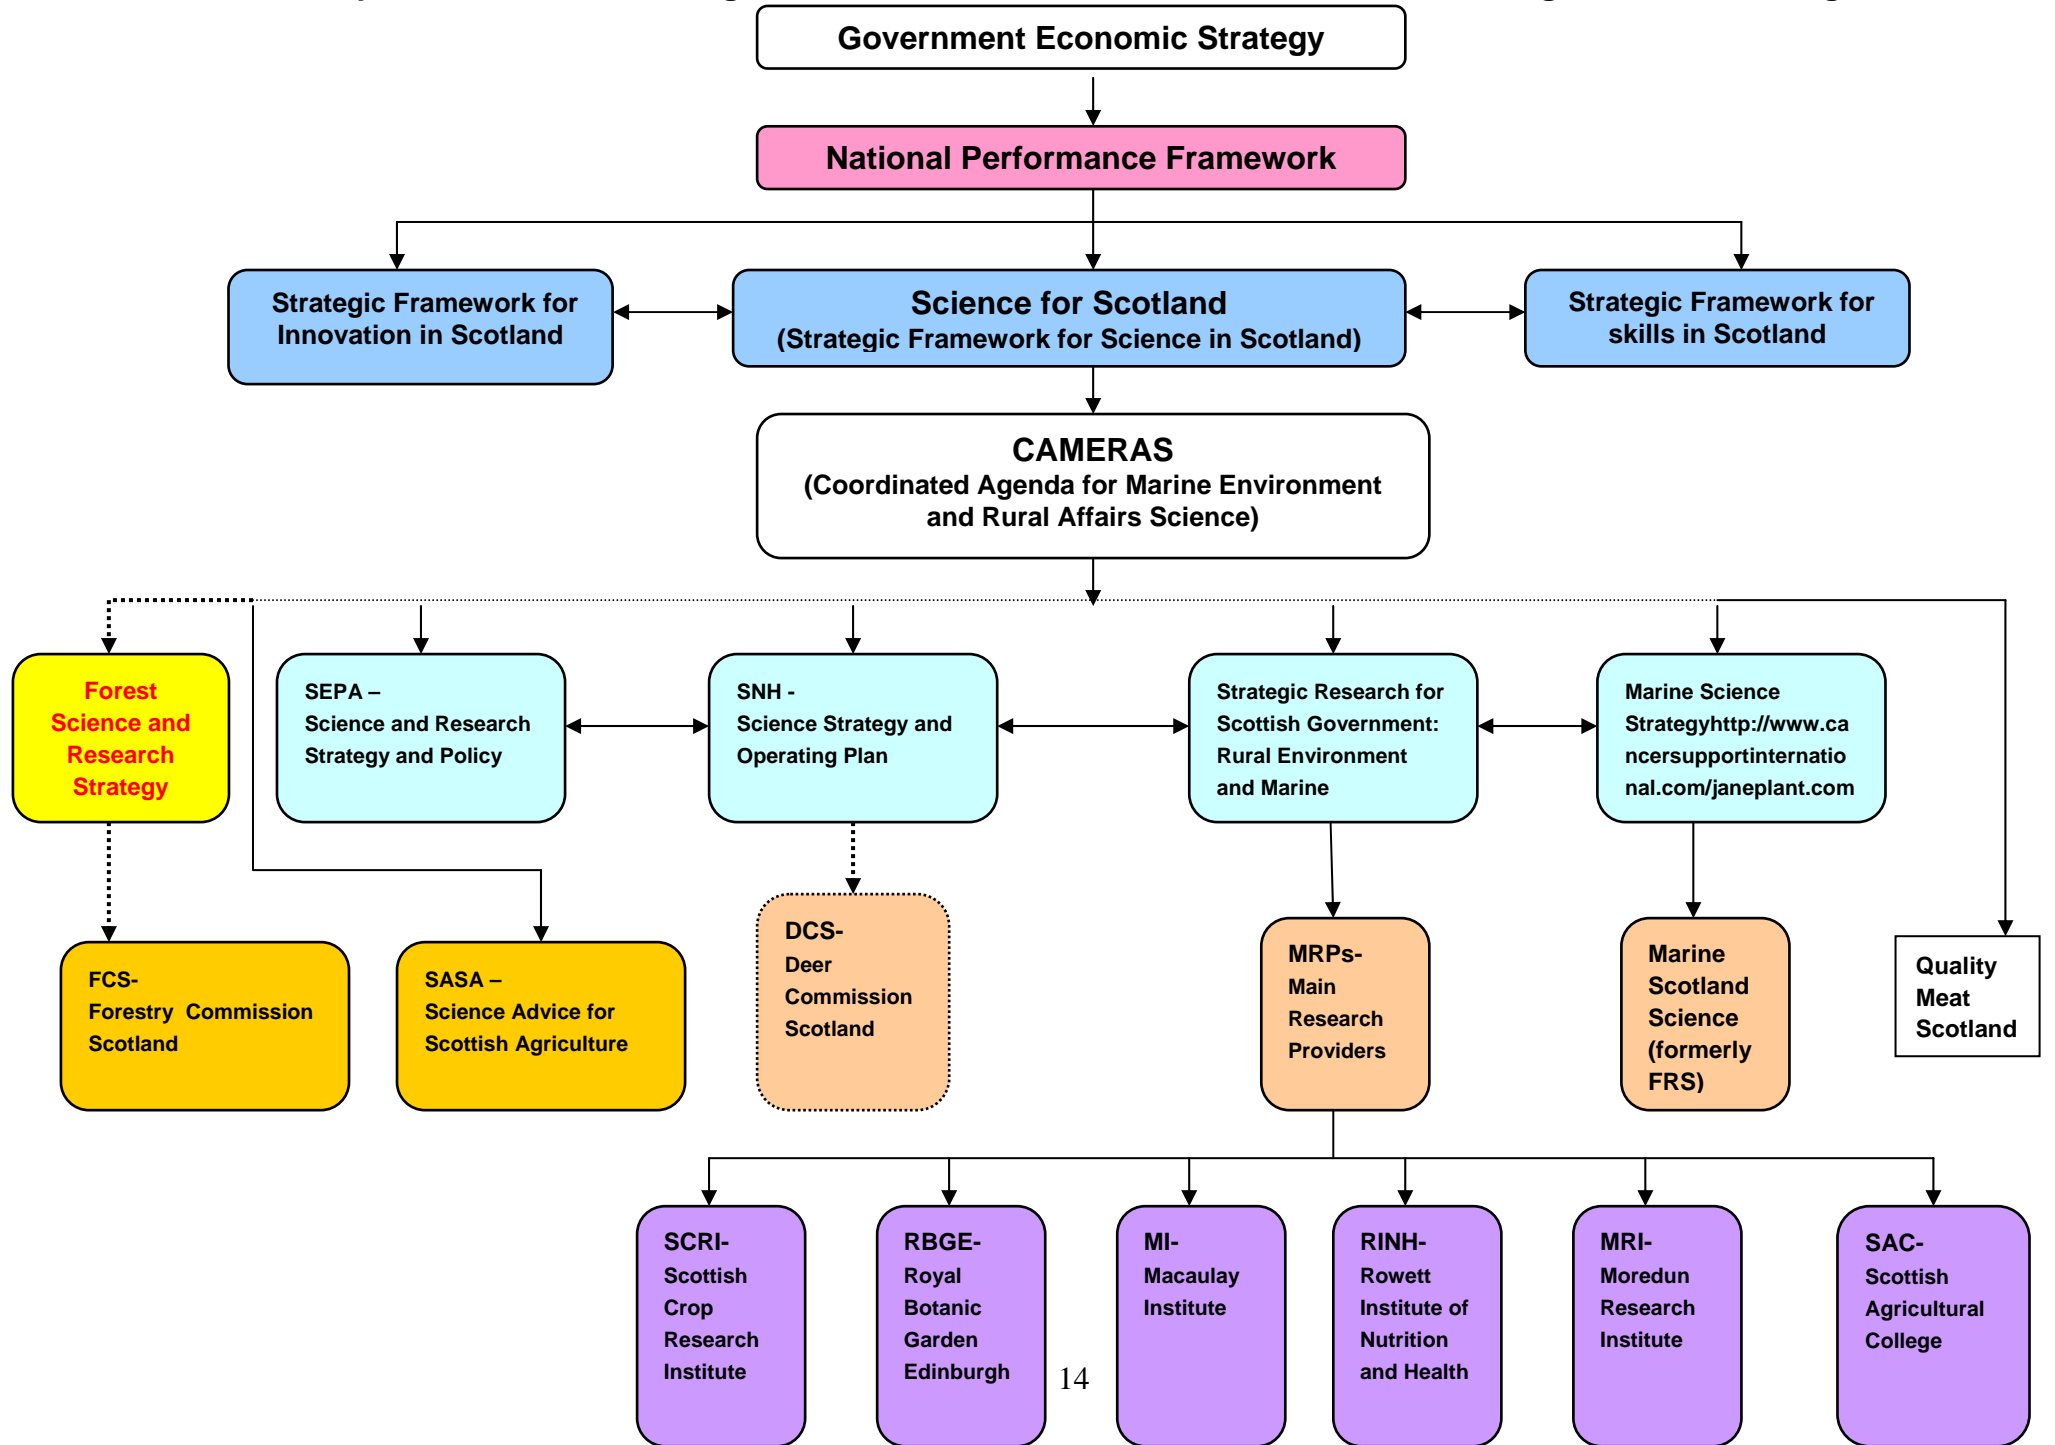 Government Economic Strategy
National Performance Framework
Strategic Framework for
Innovation in Scotland
Science for Scotland
(Strategic Framework for Science in Scotland)
Strategic Framework for
skills in Scotland
CAMERAS
(Coordinated Agenda for Marine Environment
and Rural Affairs Science)
Forest
Science and
Research
Strategy
SEPA –
Science and Research
Strategy and Policy
SNH -
Science Strategy and
Operating Plan
Strategic Research for
Scottish Government:
Rural Environment
and Marine
Marine Science
Strategyhttp://www.ca
ncersupportinternatio
nal.com/janeplant.com
FCS-
Forestry Commission
Scotland
SASA –
Science Advice for
Scottish Agriculture
DCS-
Deer
Commission
Scotland
MRPs-
Main
Research
Providers
Marine
Scotland
Science
(formerly
FRS)
Quality
Meat
Scotland
SCRI-
Scottish
Crop
Research
Institute
RBGE-
Royal
Botanic
Garden
Edinburgh
MI-
Macaulay
Institute
RINH-
Rowett
Institute of
Nutrition
and Health
MRI-
Moredun
Research
Institute
SAC-
Scottish
Agricultural
College
14